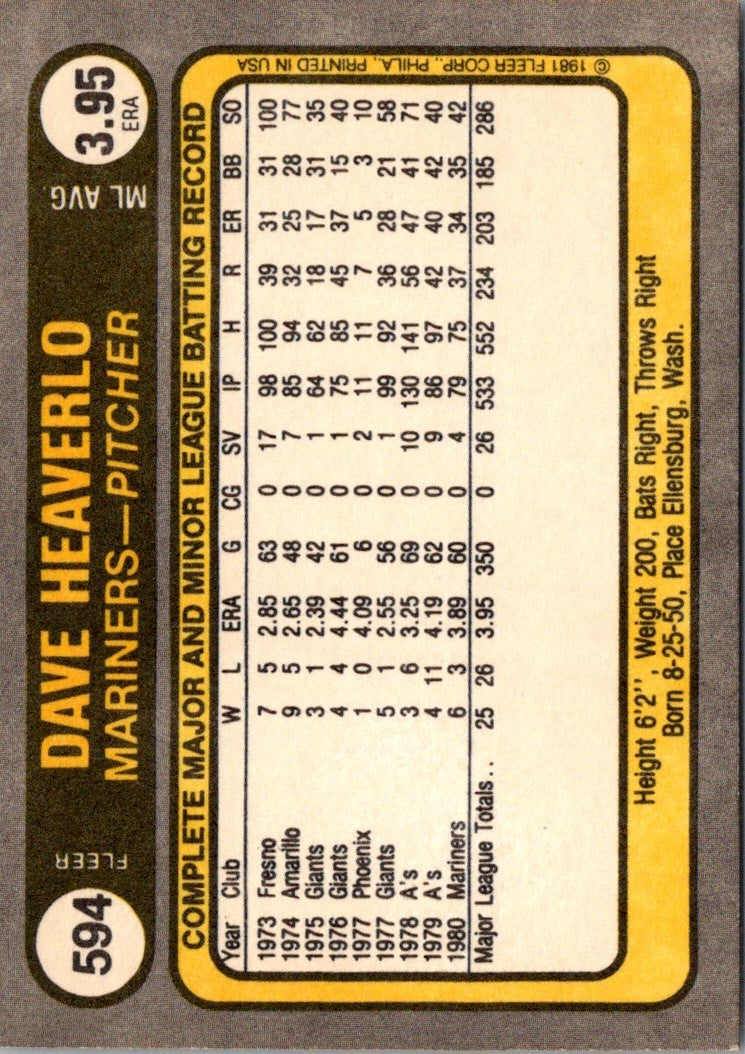 594 FLEER DAVE HEAVERLO ML AVG. 3.95
MARINERS—PITCHER ERA
COMPLETE MAJOR AND MINOR LEAGUE BATTING RECORD
Year Club W L ERA G CG SV IP H R ER BB SO
1973 Fresno 7 5 2.85 63 0 17 98 100 39 31 31 100
1974 Amarillo 9 5 2.65 48 0 7 85 94 32 25 28 77
1975 Giants 3 1 2.39 42 0 1 64 62 18 17 31 35
1976 Giants 4 4 4.44 61 0 1 75 85 45 37 15 40
1977 Phoenix 1 0 4.09 6 0 2 11 11 7 5 3 10
1977 Giants 5 1 2.55 56 0 1 99 92 36 28 21 58
1978 A's 3 6 3.25 69 0 10 130 141 56 47 41 71
1979 A's 4 11 4.19 62 0 9 86 97 42 40 42 40
1980 Mariners 6 3 3.89 60 0 4 79 75 37 34 35 42
Major League Totals.. 25 26 3.95 350 0 26 533 552 234 203 185 286
Height 6'2'', Weight 200, Bats Right, Throws Right
Born 8-25-50, Place Ellensburg, Wash.
© 1981 FLEER CORP., PHILA., PRINTED IN USA